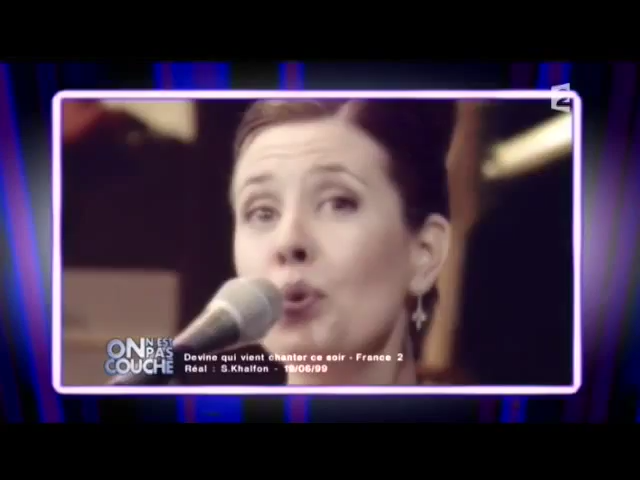 2
ON N'EST
PAS
COUCHÉ
Devine qui vient chanter ce soir - France 2
Réal : S.Khalfon - 19/06/99